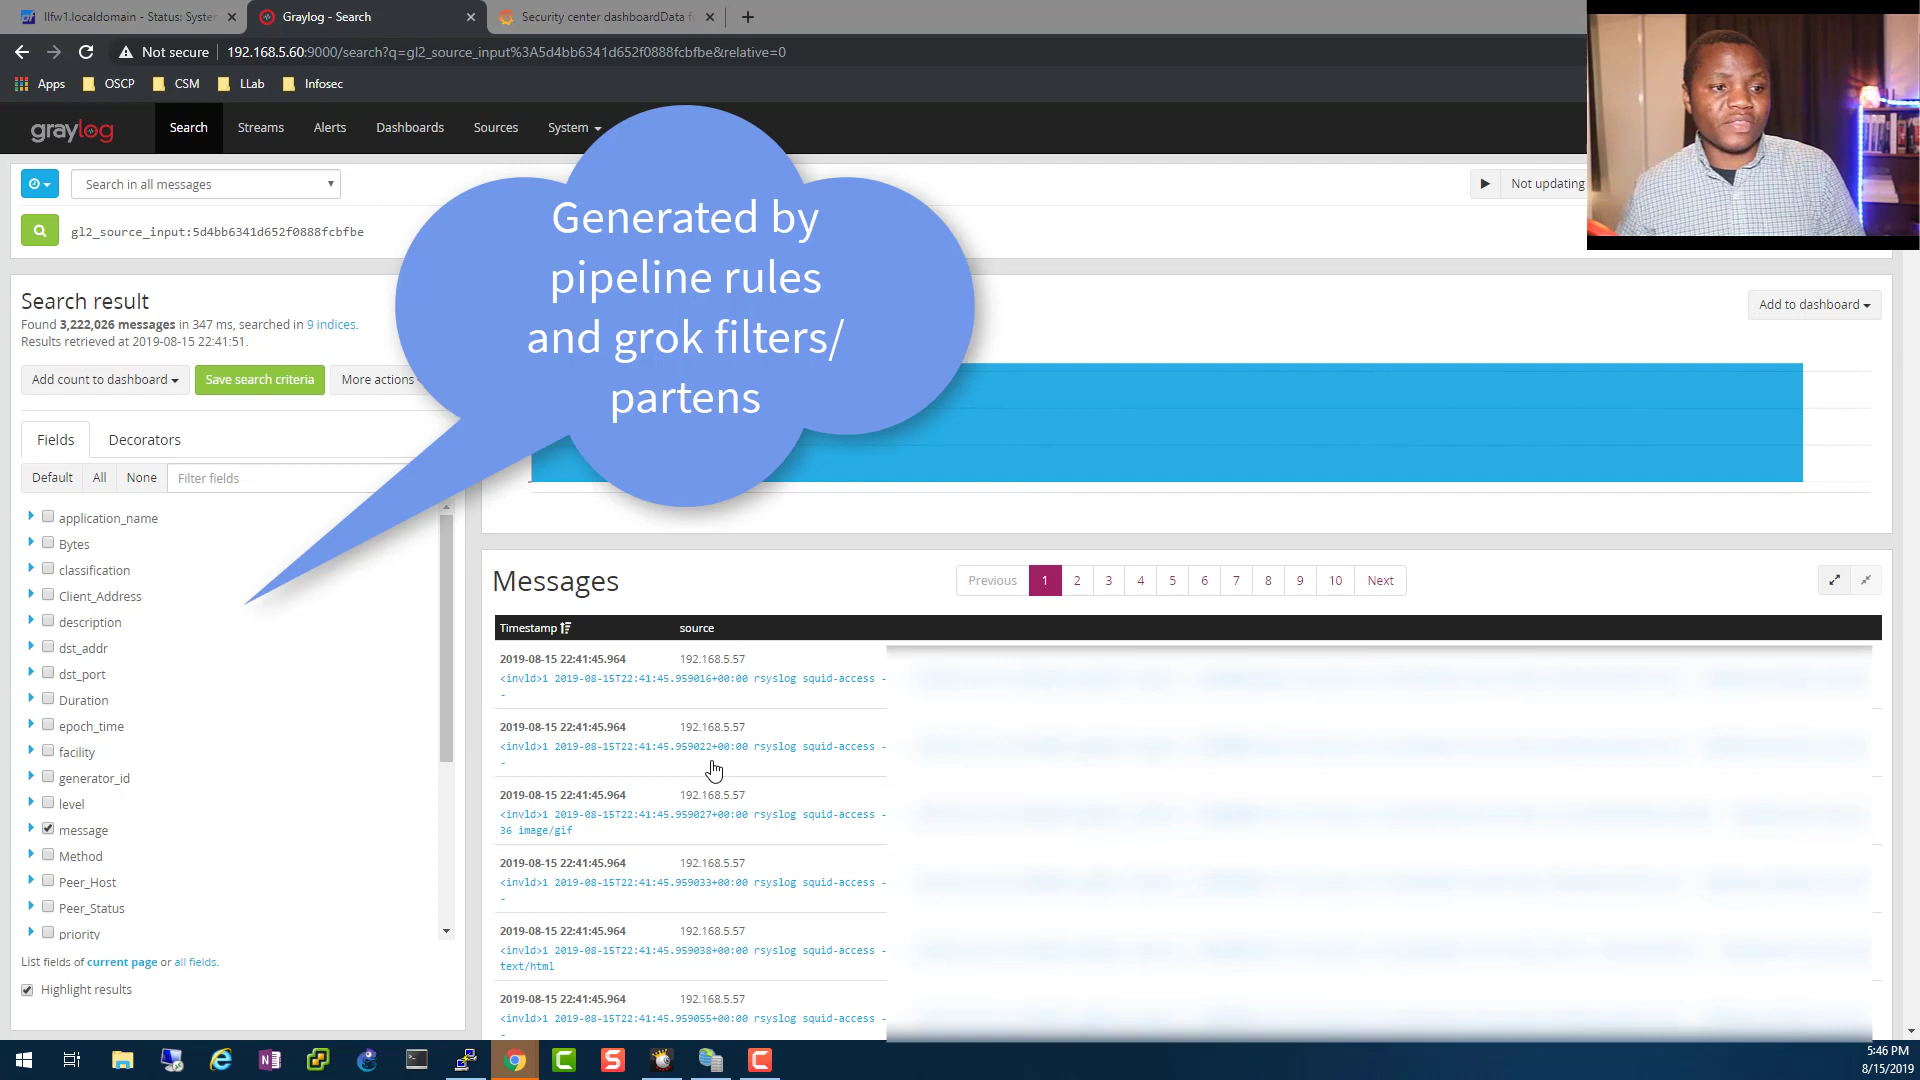 llfw1.localdomain - Status: Syste
Graylog - Search
Security center dashboardData f
Not secure
192.168.5.60:9000/search?q=gl2_source_input%3A5d4bb6341d652f0888fcbfbe&relative=0
Apps
OSCP
CSM
LLab
Infosec
graylog
Search
Streams
Alerts
Dashboards
Sources
System
Search in all messages
Not updating
gl2_source_input:5d4bb6341d652f0888fcbfbe
Generated by
pipeline rules
and grok filters/
partens
Search result
Found 3,222,026 messages in 347 ms, searched in 9 indices.
Results retrieved at 2019-08-15 22:41:51.
Add to dashboard
Add count to dashboard
Save search criteria
More actions
Fields
Decorators
Default
All
None
Filter fields
application_name
Bytes
classification
Client_Address
description
dst_addr
dst_port
Duration
epoch_time
facility
generator_id
level
message
Method
Peer_Host
Peer_Status
priority
List fields of current page or all fields.
Highlight results
Messages
Previous 1 2 3 4 5 6 7 8 9 10 Next
Timestamp source
2019-08-15 22:41:45.964 192.168.5.57
<invld>1 2019-08-15T22:41:45.959016+00:00 rsyslog squid-access -
-
2019-08-15 22:41:45.964 192.168.5.57
<invld>1 2019-08-15T22:41:45.959022+00:00 rsyslog squid-access -
-
2019-08-15 22:41:45.964 192.168.5.57
<invld>1 2019-08-15T22:41:45.959027+00:00 rsyslog squid-access -
36 image/gif
2019-08-15 22:41:45.964 192.168.5.57
<invld>1 2019-08-15T22:41:45.959033+00:00 rsyslog squid-access -
-
2019-08-15 22:41:45.964 192.168.5.57
<invld>1 2019-08-15T22:41:45.959038+00:00 rsyslog squid-access -
text/html
2019-08-15 22:41:45.964 192.168.5.57
<invld>1 2019-08-15T22:41:45.959055+00:00 rsyslog squid-access -
-
5:46 PM
8/15/2019